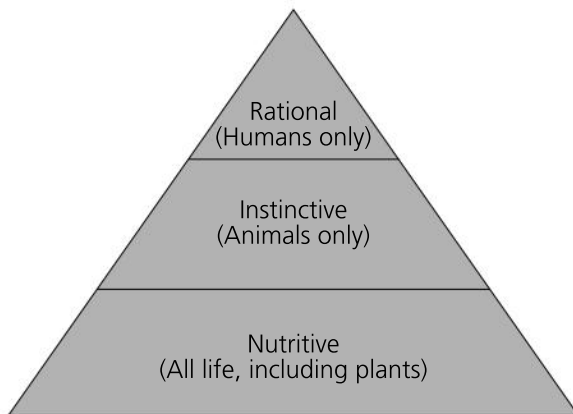 Rational
(Humans only)
Instinctive
(Animals only)
Nutritive
(All life, including plants)